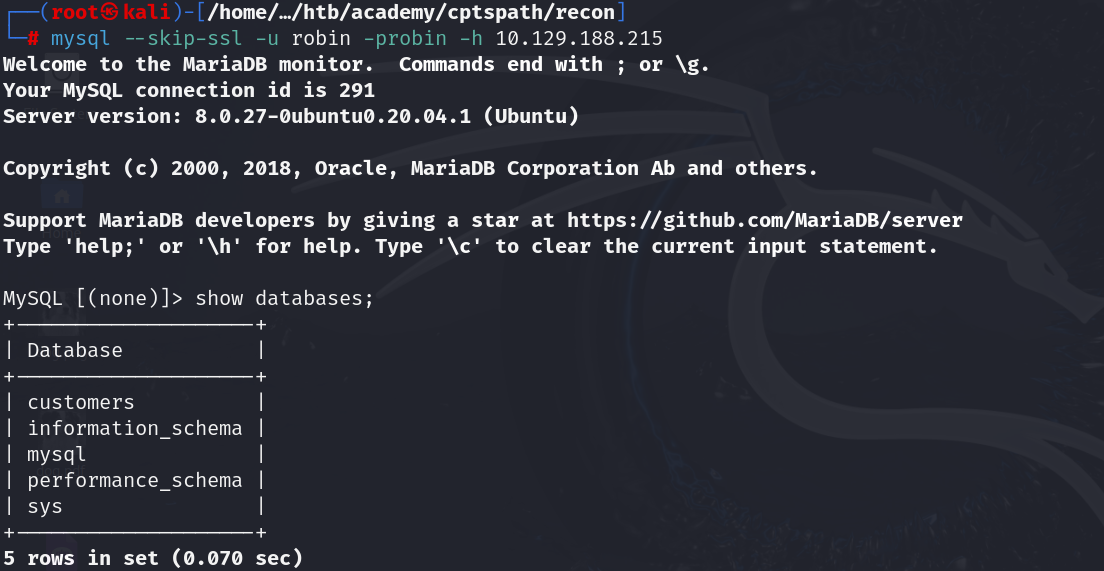 ┌──(root㉿kali)-[/home/…/htb/academy/cptspath/recon]
└─# mysql --skip-ssl -u robin -probin -h 10.129.188.215
Welcome to the MariaDB monitor.  Commands end with ; or \g.
Your MySQL connection id is 291
Server version: 8.0.27-0ubuntu0.20.04.1 (Ubuntu)

Copyright (c) 2000, 2018, Oracle, MariaDB Corporation Ab and others.

Support MariaDB developers by giving a star at https://github.com/MariaDB/server
Type 'help;' or '\h' for help. Type '\c' to clear the current input statement.

MySQL [(none)]> show databases;
+--------------------+
| Database           |
+--------------------+
| customers          |
| information_schema |
| mysql              |
| performance_schema |
| sys                |
+--------------------+
5 rows in set (0.070 sec)